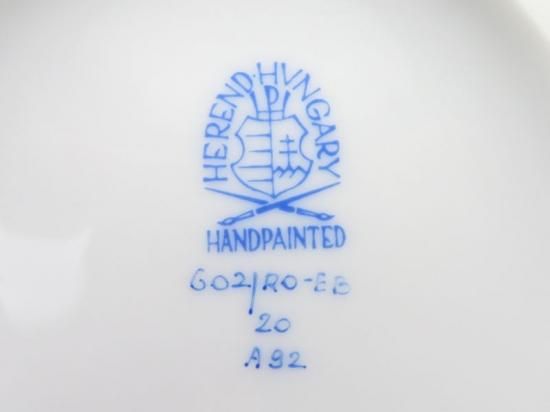 HEREND·HUNGARY
HANDPAINTED
602/RO-EB
20
A92